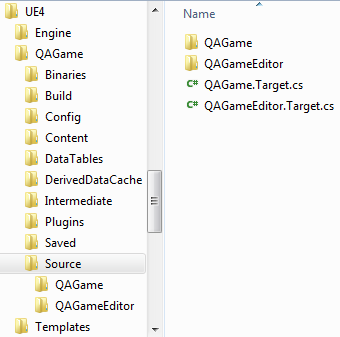 UE4
Engine
QAGame
Binaries
Build
Config
Content
DataTables
DerivedDataCache
Intermediate
Plugins
Saved
Source
QAGame
QAGameEditor
Templates
Name
QAGame
QAGameEditor
C# QAGame.Target.cs
C# QAGameEditor.Target.cs